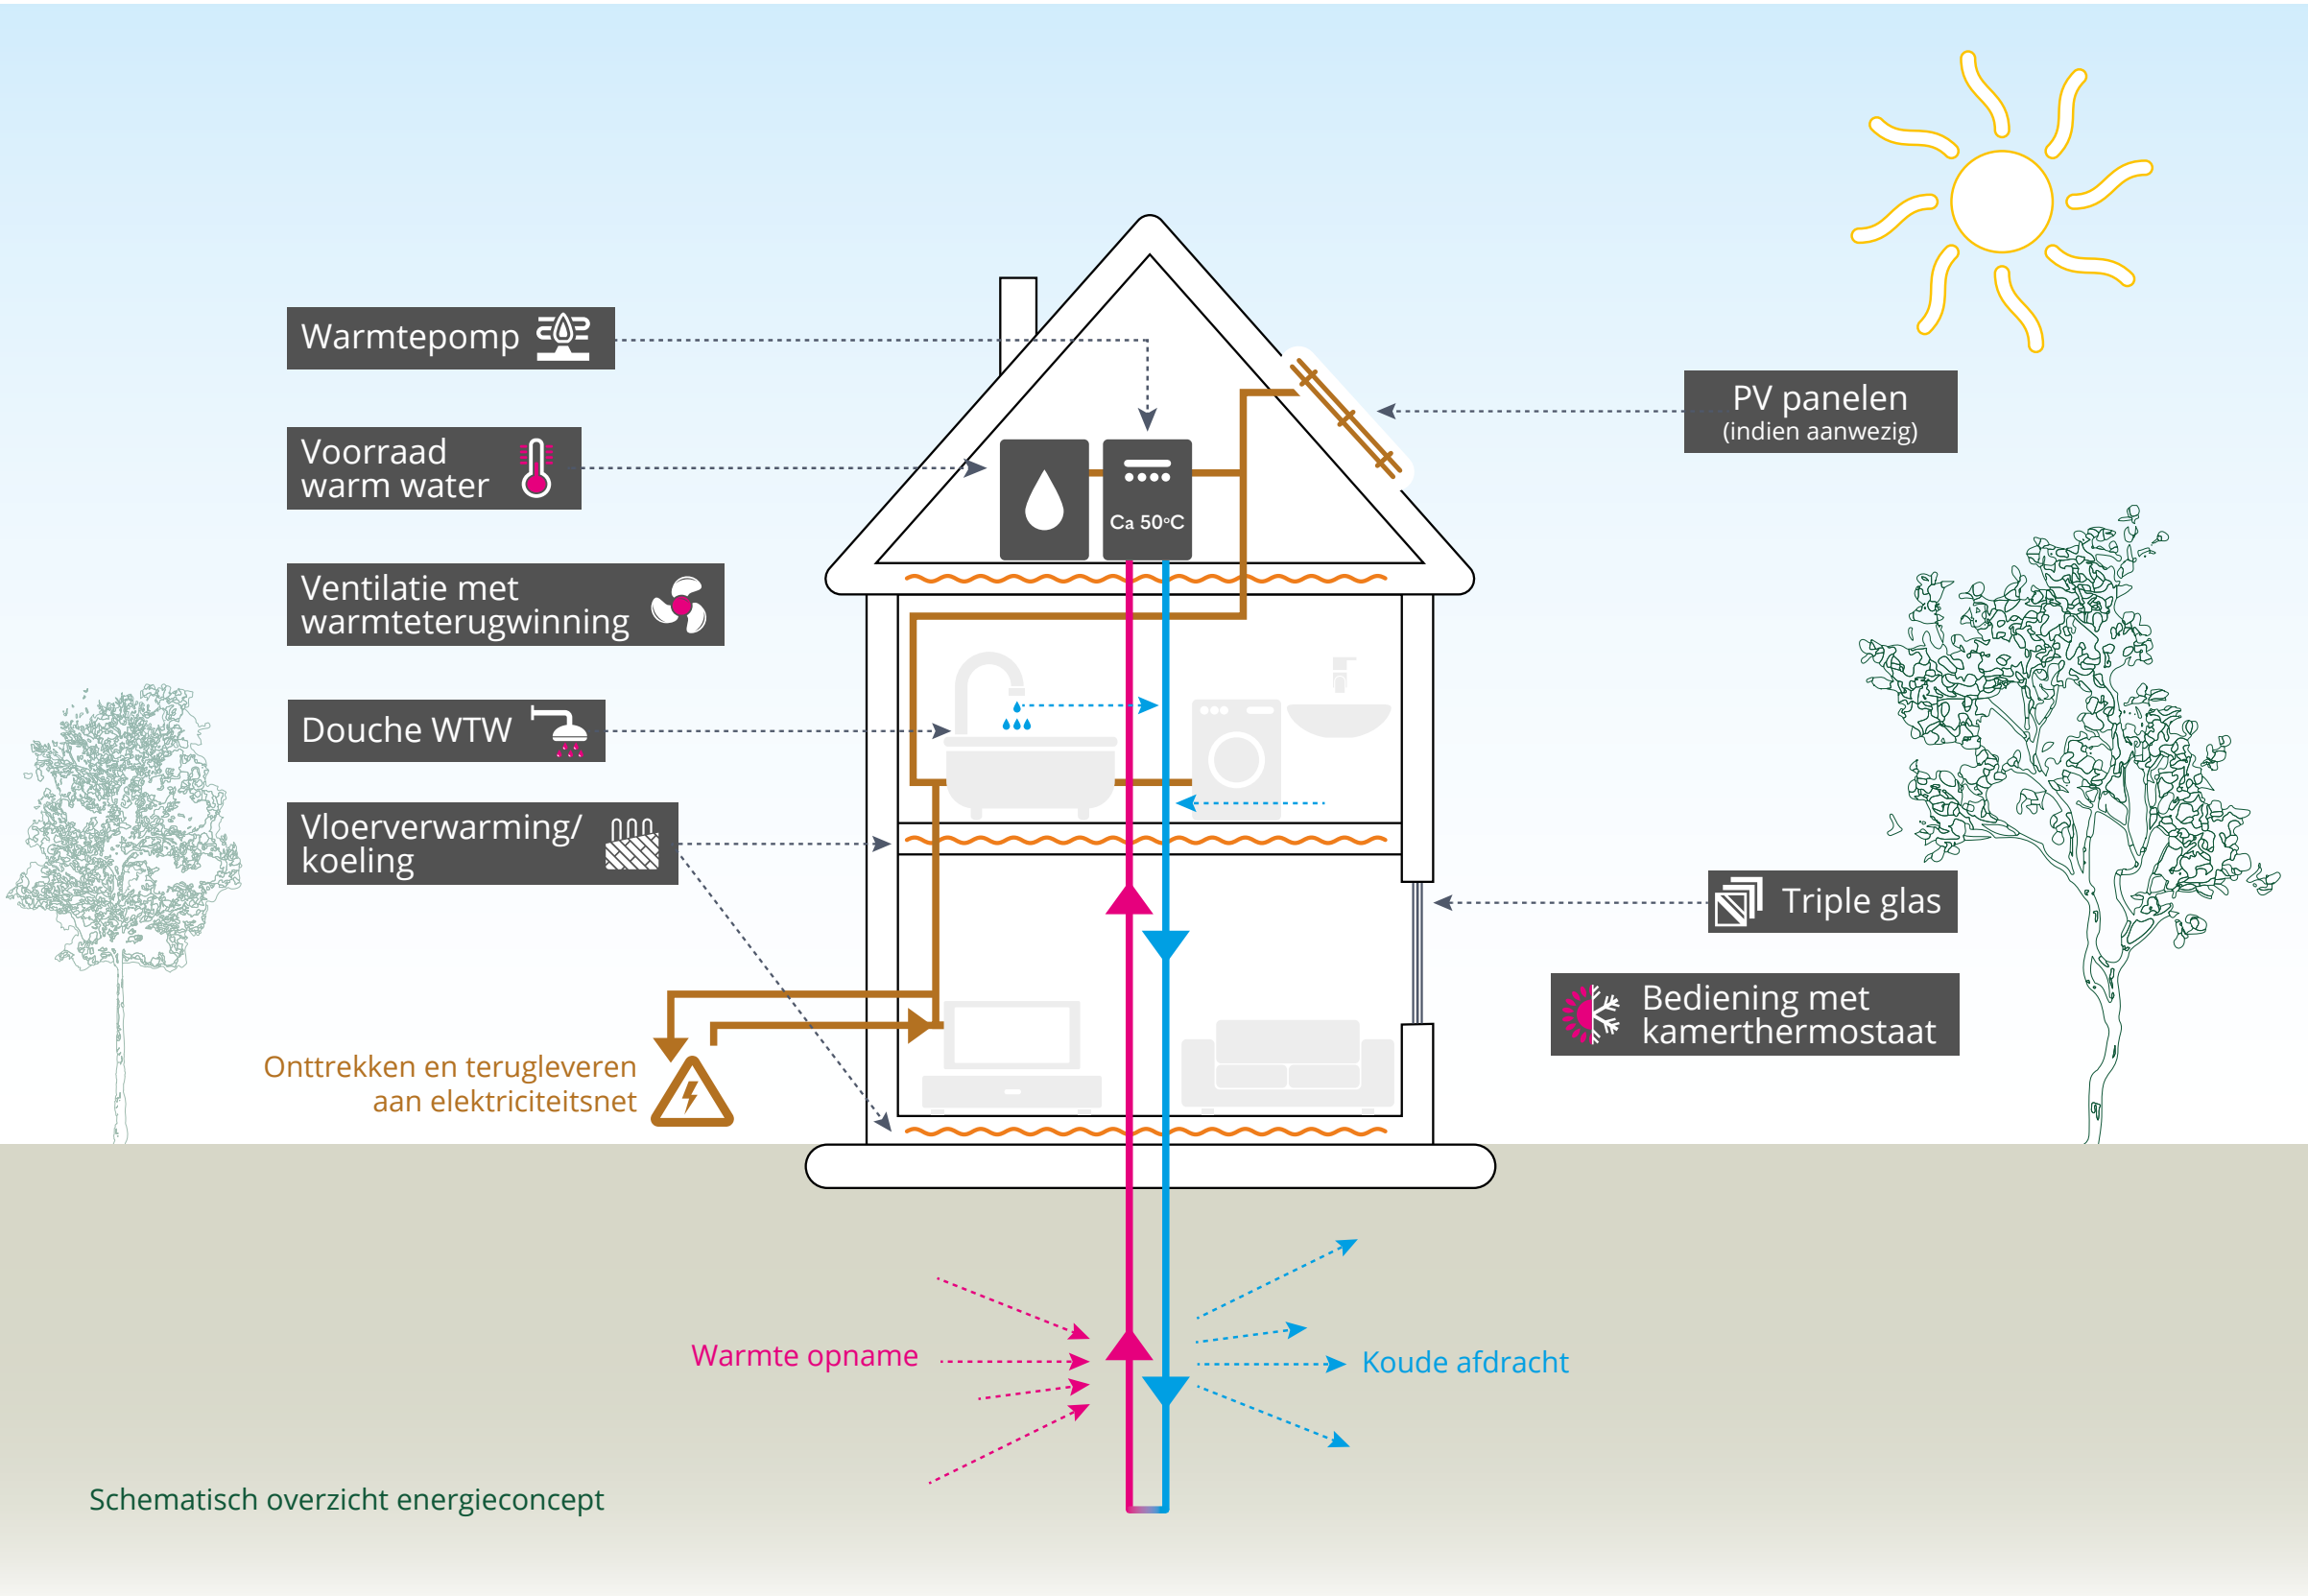 Warmtepomp
Voorraad
warm water
Ventilatie met
warmteterugwinning
Douche WTW
Vloerverwarming/
koeling
Ca 50°C
PV panelen
(indien aanwezig)
Triple glas
Bediening met
kamerthermostaat
Onttrekken en terugleveren
aan elektriciteitsnet
Warmte opname
Koude afdracht
Schematisch overzicht energieconcept